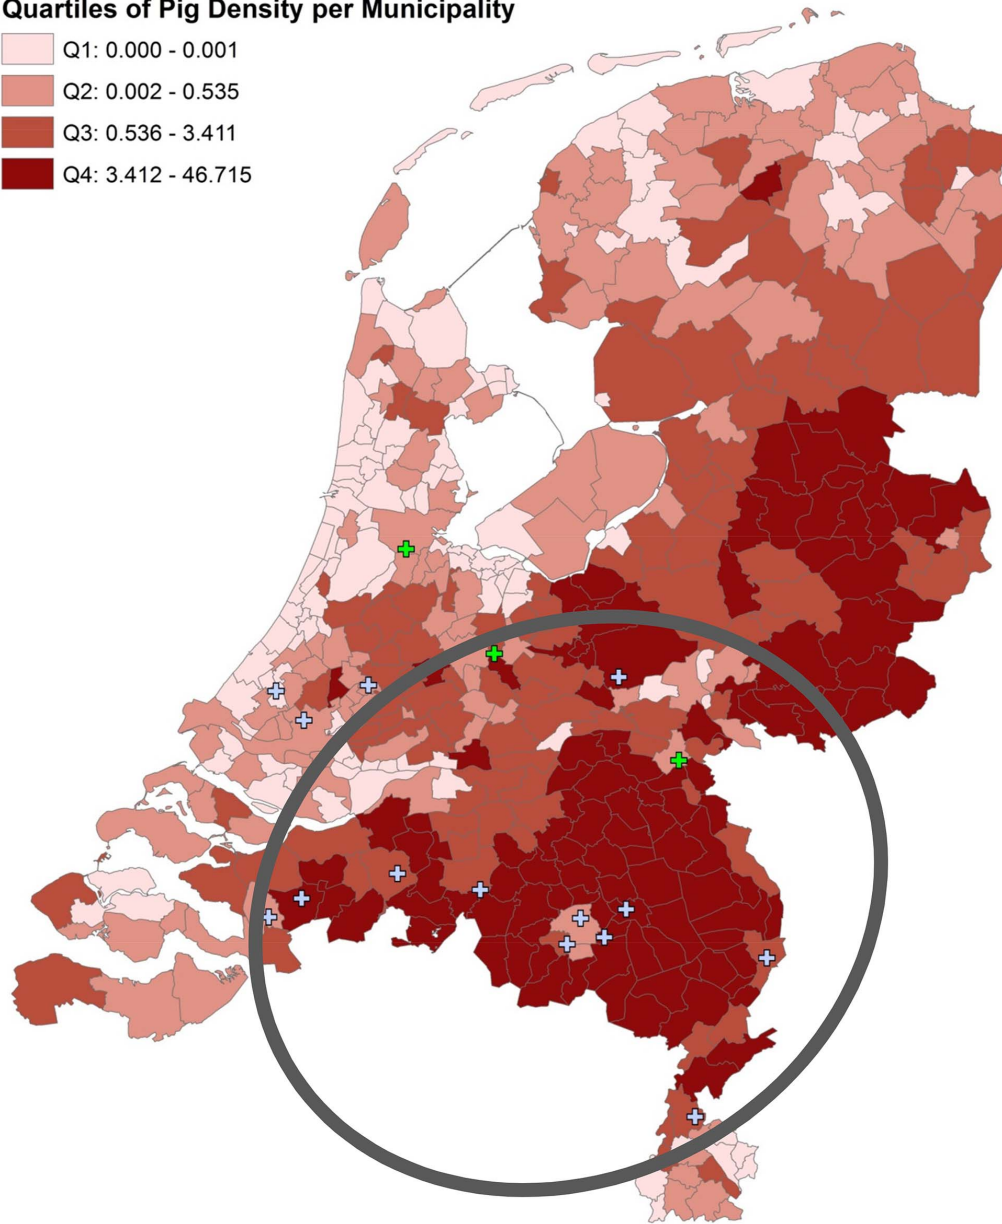 Quartiles of Pig Density per Municipality
Q1: 0.000 - 0.001
Q2: 0.002 - 0.535
Q3: 0.536 - 3.411
Q4: 3.412 - 46.715